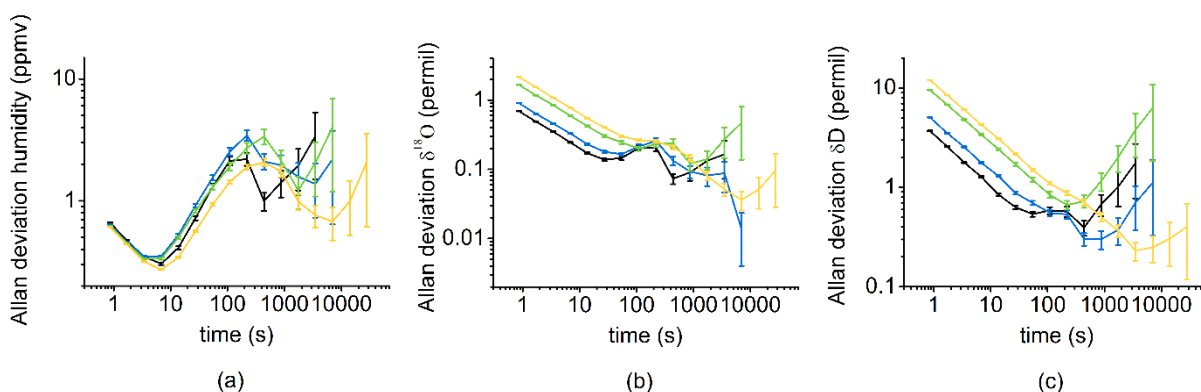 Allan deviation humidity (ppmv)
10
1
1 10 100 1000 10000
time (s)
(a)
Allan deviation δ¹⁸O (permil)
1
0.1
0.01
1 10 100 1000 10000
time (s)
(b)
Allan deviation δD (permil)
10
1
0.1
1 10 100 1000 10000
time (s)
(c)